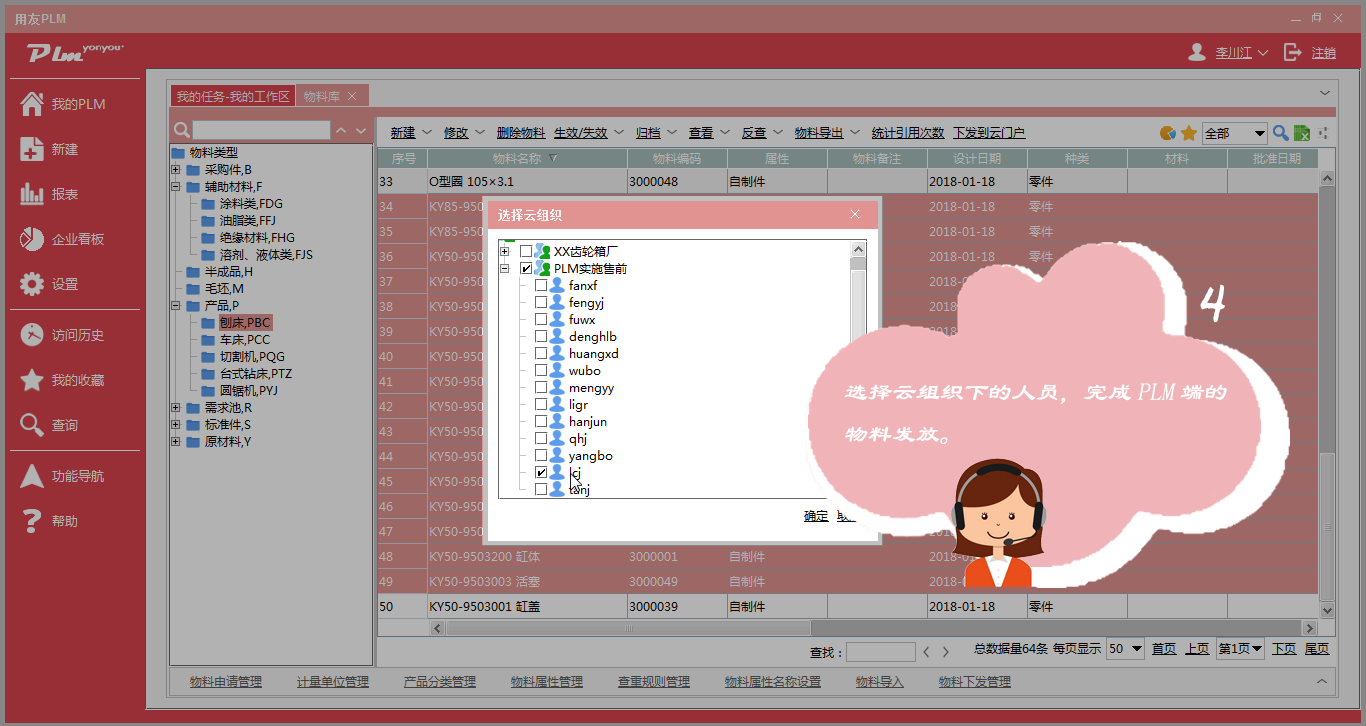 用友PLM
PLM yonyou
李川江 注销
我的PLM
新建
报表
企业看板
设置
访问历史
我的收藏
查询
功能导航
帮助
我的任务-我的工作区 物料库
新建 修改 删除物料 生效/失效 归档 查看 反查 物料导出 统计引用次数 下发到云门户 全部
物料类型
采购件,B
辅助材料,F
涂料类,FDG
油脂类,FFJ
绝缘材料,FHG
溶剂、液体类,FJS
半成品,H
毛坯,M
产品,P
刨床,PBC
车床,PCC
切割机,PQG
台式钻床,PTZ
圆锯机,PYJ
需求池,R
标准件,S
原材料,Y
序号 物料名称 物料编码 属性 物料备注 设计日期 种类 材料 批准日期
33 O型圈 105×3.1 3000048 自制件 2018-01-18 零件
34 KY85-950 2018-01-18 零件
35 KY85-950 2018-01-18 零件
36 KY50-950 2018-01-18 零件
37 KY50-950
38 KY50-950
39 KY50-950
40 KY50-950
41 KY50-950
42 KY50-950
43 KY50-950
44 KY50-950
45 KY50-950
46 KY50-950
47 KY50-950
48 KY50-9503200 缸体 3000001 自制件
49 KY50-9503003 活塞 3000049 自制件
50 KY50-9503001 缸盖 3000039 自制件 2018-01-18 零件
选择云组织
XX齿轮箱厂
PLM实施售前
fanxf
fengyj
fuwx
denghlb
huangxd
wubo
mengyy
ligr
hanjun
qhj
yangbo
确定
4
选择云组织下的人员，完成 PLM 端的
物料发放。
查找： 总数据量64条 每页显示 50 首页 上页 第1页 下页 尾页
物料申请管理 计量单位管理 产品分类管理 物料属性管理 查重规则管理 物料属性名称设置 物料导入 物料下发管理